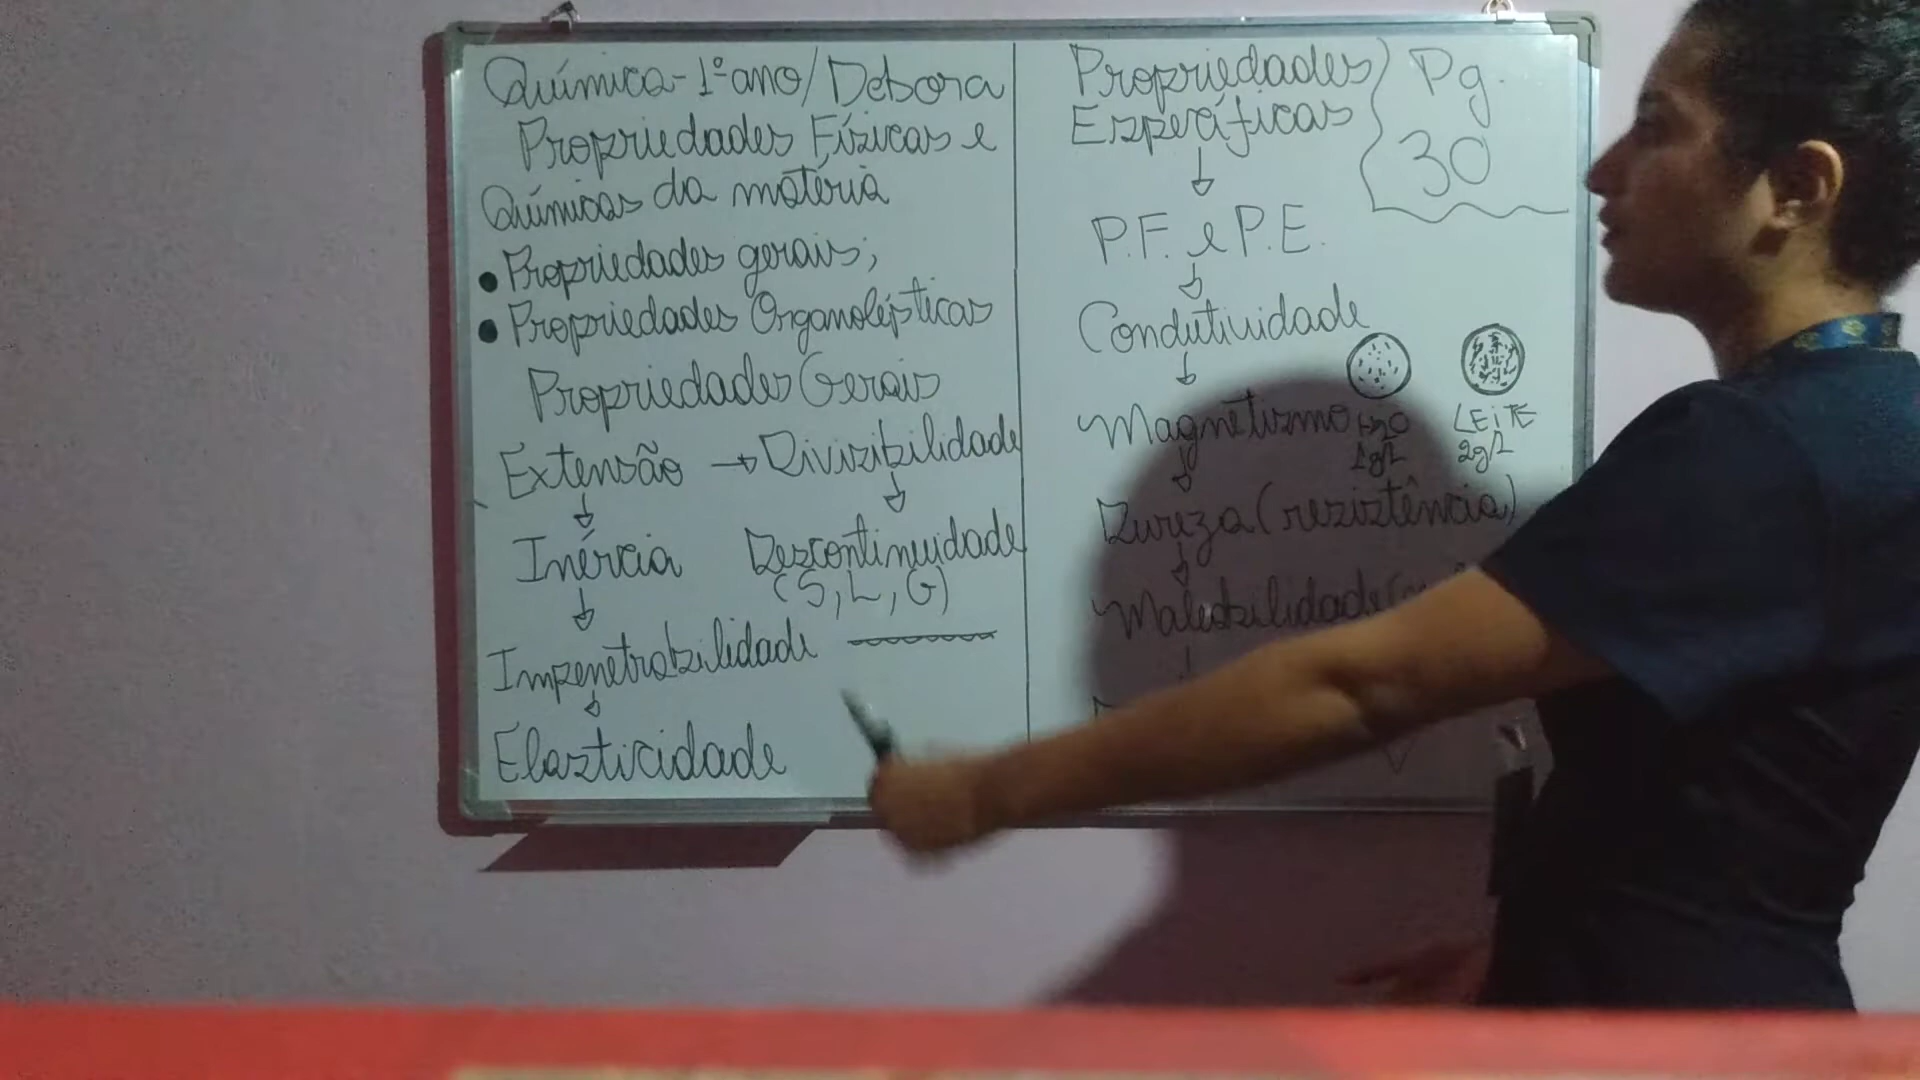 Química - 1º ano / Debora
Propriedades Físicas e
Químicas da matéria
• Propriedades gerais;
• Propriedades Organolépticas
Propriedades Gerais
Extensão → Divisibilidade
↓ ↓
Inércia Descontinuidade
(S, L, G)
↓
Impenetrabilidade
↓
Elasticidade
Propriedades
Específicas
↓
P.F. e P.E.
↓
Condutividade
↓
Magnetismo
↓
Dureza (resistência)
↓
Maleabilidade (
Pg.
30
H2O
1g/L
LEITE
2g/L